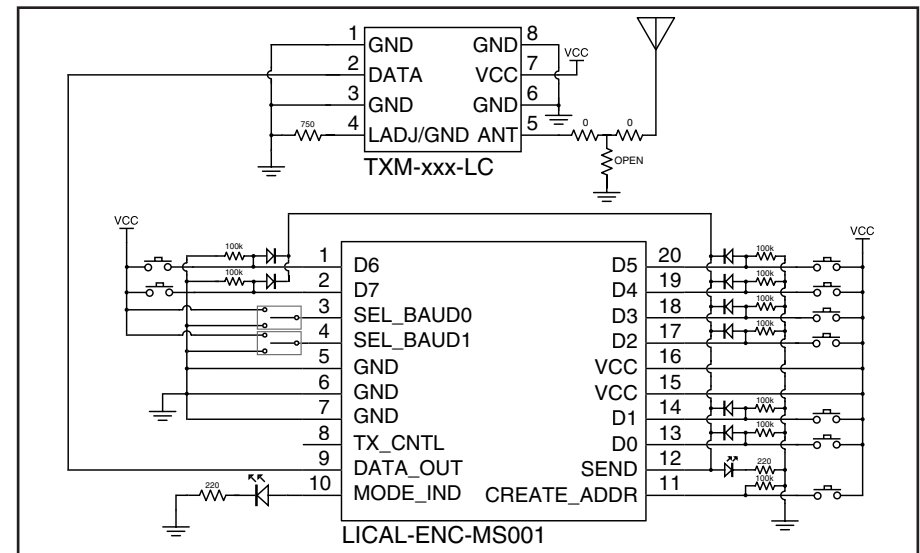 1 GND GND 8 VCC
2 DATA VCC 7
3 GND GND 6
4 LADJ/GND ANT 5
750
0 0
OPEN
TXM-xxx-LC
VCC VCC
100k 1 D6 D5 20 100k
100k 2 D7 D4 19 100k
3 SEL_BAUD0 D3 18 100k
4 SEL_BAUD1 D2 17 100k
5 GND VCC 16
6 GND VCC 15
7 GND D1 14 100k
8 TX_CNTL D0 13 100k
9 DATA_OUT SEND 12 220
220 10 MODE_IND CREATE_ADDR 11 100k
LICAL-ENC-MS001